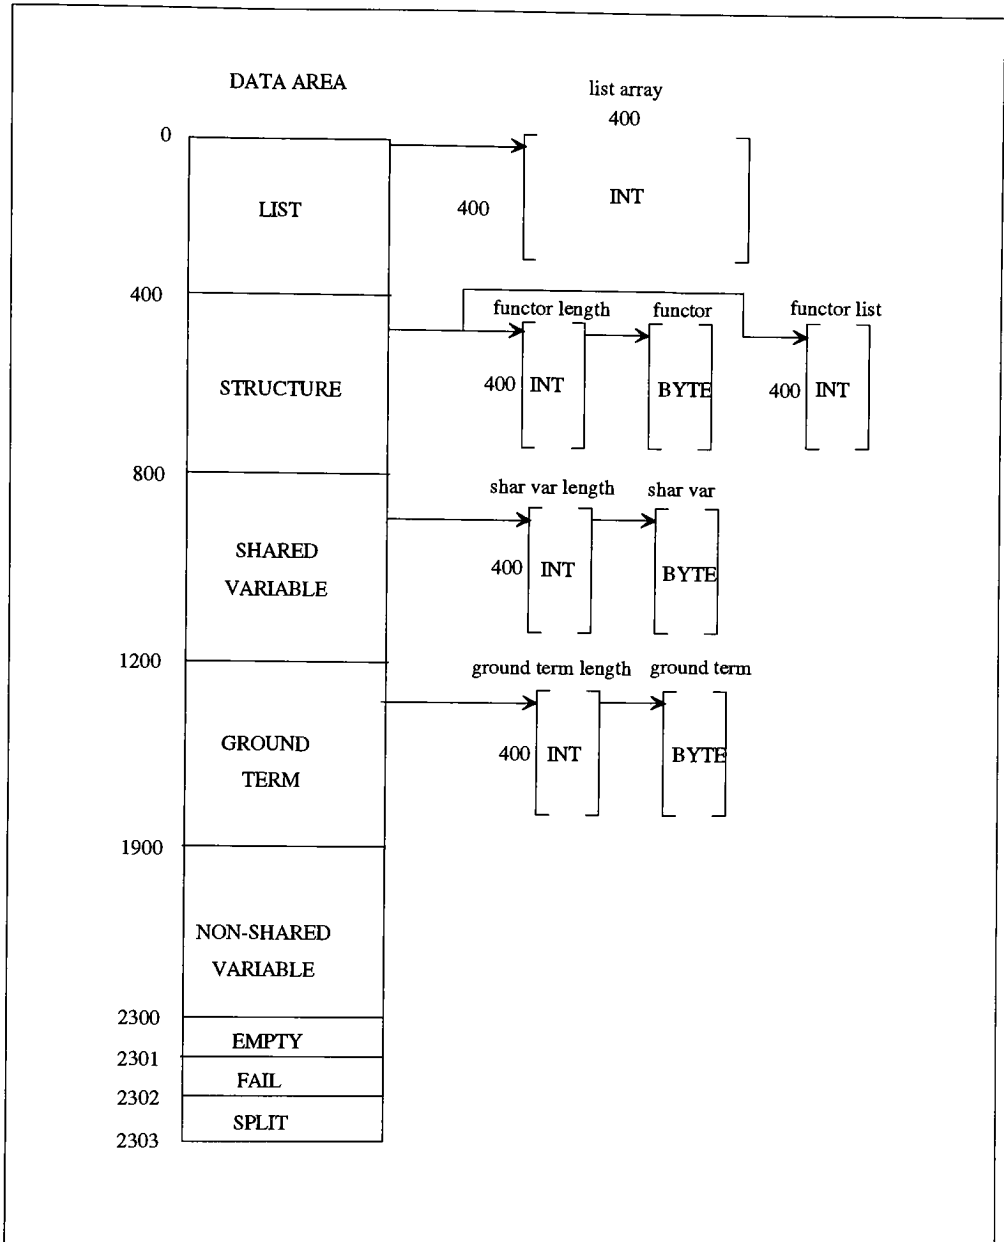 DATA AREA
list array
400
0
LIST
400
INT
400
functor length
functor
functor list
STRUCTURE
400
INT
BYTE
400
INT
800
shar var length
shar var
SHARED
VARIABLE
400
INT
BYTE
1200
ground term length
ground term
GROUND
TERM
400
INT
BYTE
1900
NON-SHARED
VARIABLE
2300
EMPTY
2301
FAIL
2302
SPLIT
2303